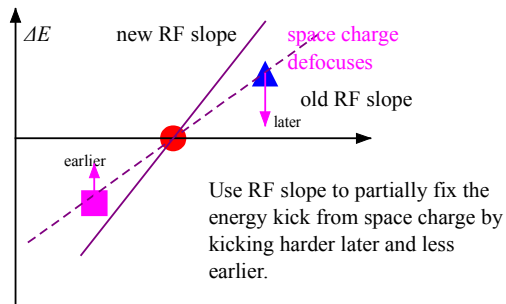 ΔE
new RF slope
space charge
defocuses
old RF slope
later
earlier
Use RF slope to partially fix the
energy kick from space charge by
kicking harder later and less
earlier.